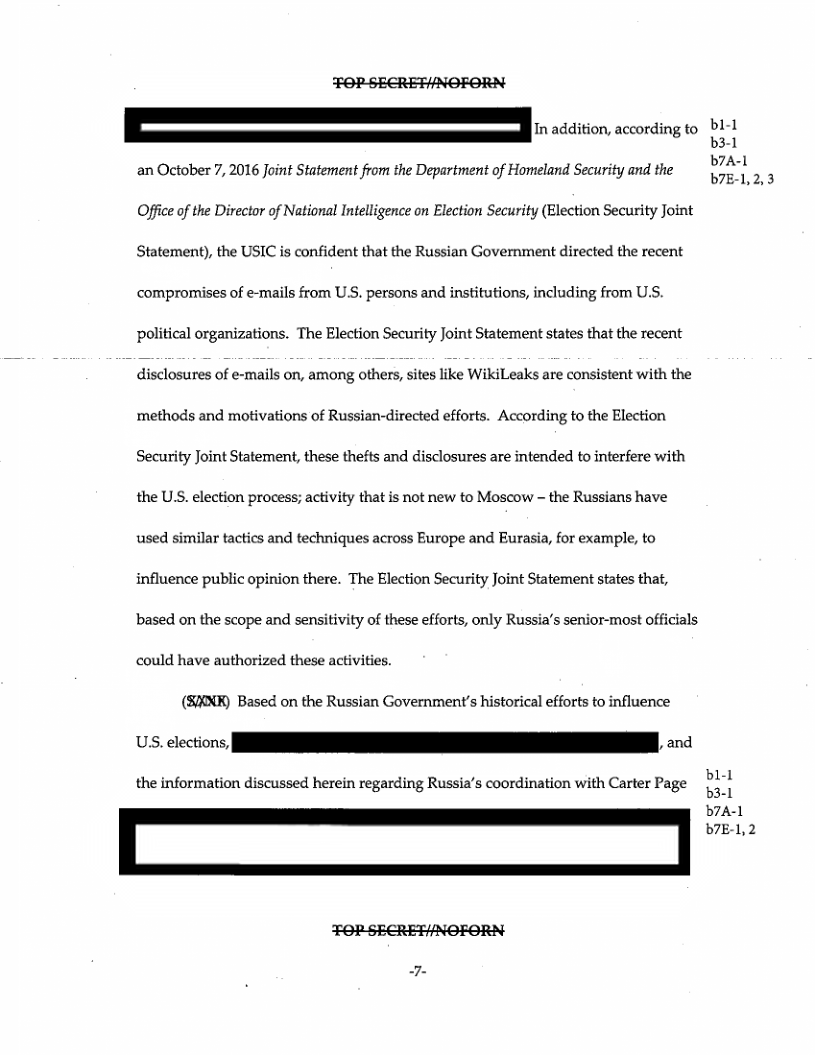 TOP SECRET//NOFORN
In addition, according to
b1-1
b3-1
an October 7, 2016 Joint Statement from the Department of Homeland Security and the
b7A-1
b7E-1, 2, 3
Office of the Director of National Intelligence on Election Security (Election Security Joint
Statement), the USIC is confident that the Russian Government directed the recent
compromises of e-mails from U.S. persons and institutions, including from U.S.
political organizations. The Election Security Joint Statement states that the recent
disclosures of e-mails on, among others, sites like WikiLeaks are consistent with the
methods and motivations of Russian-directed efforts. According to the Election
Security Joint Statement, these thefts and disclosures are intended to interfere with
the U.S. election process; activity that is not new to Moscow – the Russians have
used similar tactics and techniques across Europe and Eurasia, for example, to
influence public opinion there. The Election Security Joint Statement states that,
based on the scope and sensitivity of these efforts, only Russia's senior-most officials
could have authorized these activities.
Based on the Russian Government's historical efforts to influence
U.S. elections, , and
the information discussed herein regarding Russia's coordination with Carter Page
b1-1
b3-1
b7A-1
b7E-1, 2
TOP SECRET//NOFORN
-7-